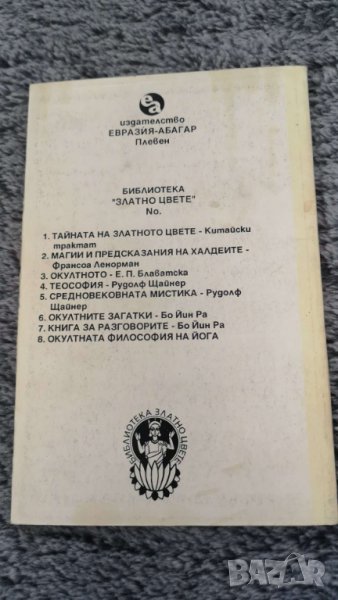 еа
издателство
ЕВРАЗИЯ-АБАГАР
Плевен
БИБЛИОТЕКА
"ЗЛАТНО ЦВЕТЕ"
No.
1. ТАЙНАТА НА ЗЛАТНОТО ЦВЕТЕ - Китайски
трактат
2. МАГИИ И ПРЕДСКАЗАНИЯ НА ХАЛДЕИТЕ -
Франсоа Ленорман
3. ОКУЛТНОТО - Е. П. Блаватска
4. ТЕОСОФИЯ - Рудолф Щайнер
5. СРЕДНОВЕКОВНАТА МИСТИКА - Рудолф
Щайнер
6. ОКУЛТНИТЕ ЗАГАТКИ - Бо Йин Ра
7. КНИГА ЗА РАЗГОВОРИТЕ - Бо Йин Ра
8. ОКУЛТНАТА ФИЛОСОФИЯ НА ЙОГА
БИБЛИОТЕКА ЗЛАТНО ЦВЕТЕ
BAZAR